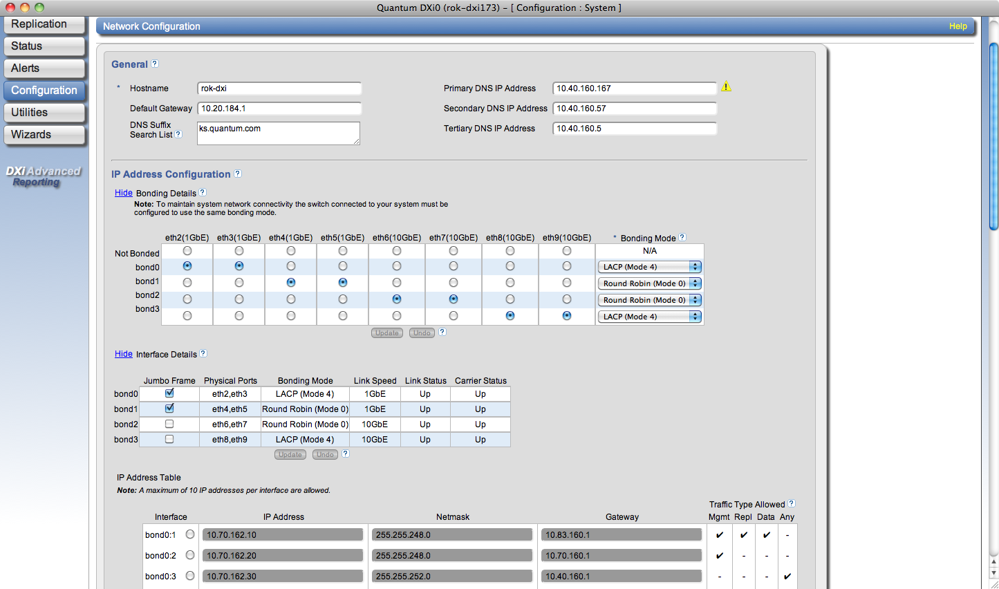 Quantum DXi0 (rok-dxi173) – [ Configuration : System ]
Replication
Status
Alerts
Configuration
Utilities
Wizards
DXi Advanced
Reporting
Network Configuration
Help
General ?
* Hostname rok-dxi
Default Gateway 10.20.184.1
DNS Suffix
Search List ? ks.quantum.com
Primary DNS IP Address 10.40.160.167
Secondary DNS IP Address 10.40.160.57
Tertiary DNS IP Address 10.40.160.5
IP Address Configuration ?
Hide Bonding Details ?
Note: To maintain system network connectivity the switch connected to your system must be
configured to use the same bonding mode.
eth2(1GbE) eth3(1GbE) eth4(1GbE) eth5(1GbE) eth6(10GbE) eth7(10GbE) eth8(10GbE) eth9(10GbE) * Bonding Mode ?
Not Bonded N/A
bond0 LACP (Mode 4)
bond1 Round Robin (Mode 0)
bond2 Round Robin (Mode 0)
bond3 LACP (Mode 4)
Update Undo ?
Hide Interface Details ?
Jumbo Frame Physical Ports Bonding Mode Link Speed Link Status Carrier Status
bond0 eth2,eth3 LACP (Mode 4) 1GbE Up Up
bond1 eth4,eth5 Round Robin (Mode 0) 1GbE Up Up
bond2 eth6,eth7 Round Robin (Mode 0) 10GbE Up Up
bond3 eth8,eth9 LACP (Mode 4) 10GbE Up Up
Update Undo ?
IP Address Table
Note: A maximum of 10 IP addresses per interface are allowed.
Traffic Type Allowed ?
Interface IP Address Netmask Gateway Mgmt Repl Data Any
bond0:1 10.70.162.10 255.255.248.0 10.83.160.1 ✔ ✔ ✔ -
bond0:2 10.70.162.20 255.255.248.0 10.70.160.1 ✔ - - -
bond0:3 10.70.162.30 255.255.252.0 10.40.160.1 - - - ✔